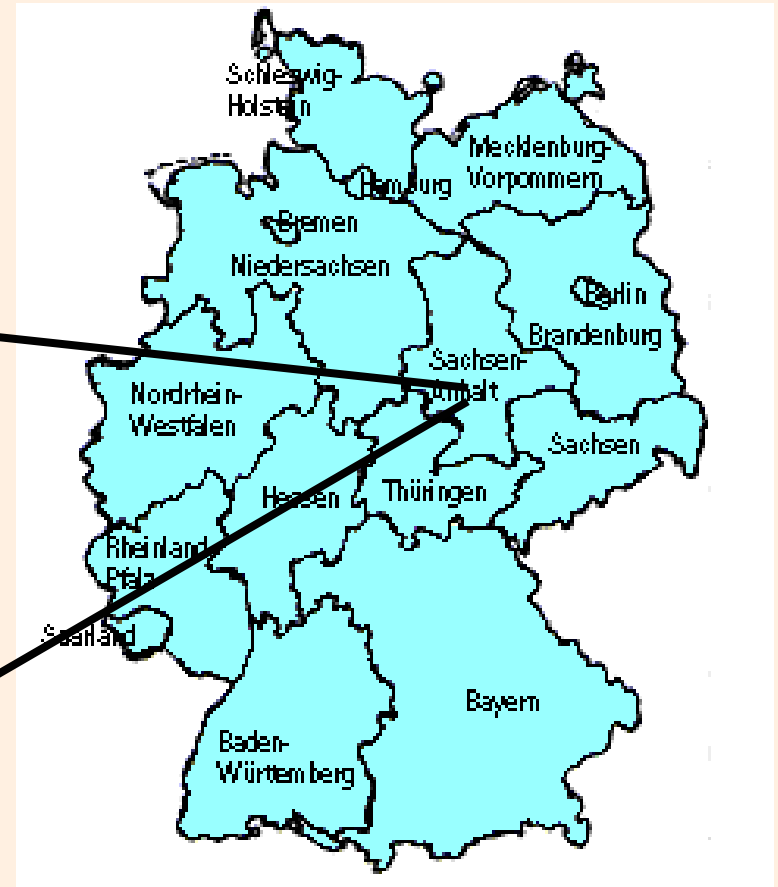 Schleswig-
Holstein
Mecklenburg-
Vorpommern
Hamburg
Bremen
Niedersachsen
Berlin
Brandenburg
Sachsen-
Anhalt
Nordrhein-
Westfalen
Sachsen
Hessen
Thüringen
Rheinland
Pfalz
Saarland
Bayern
Baden-
Württemberg